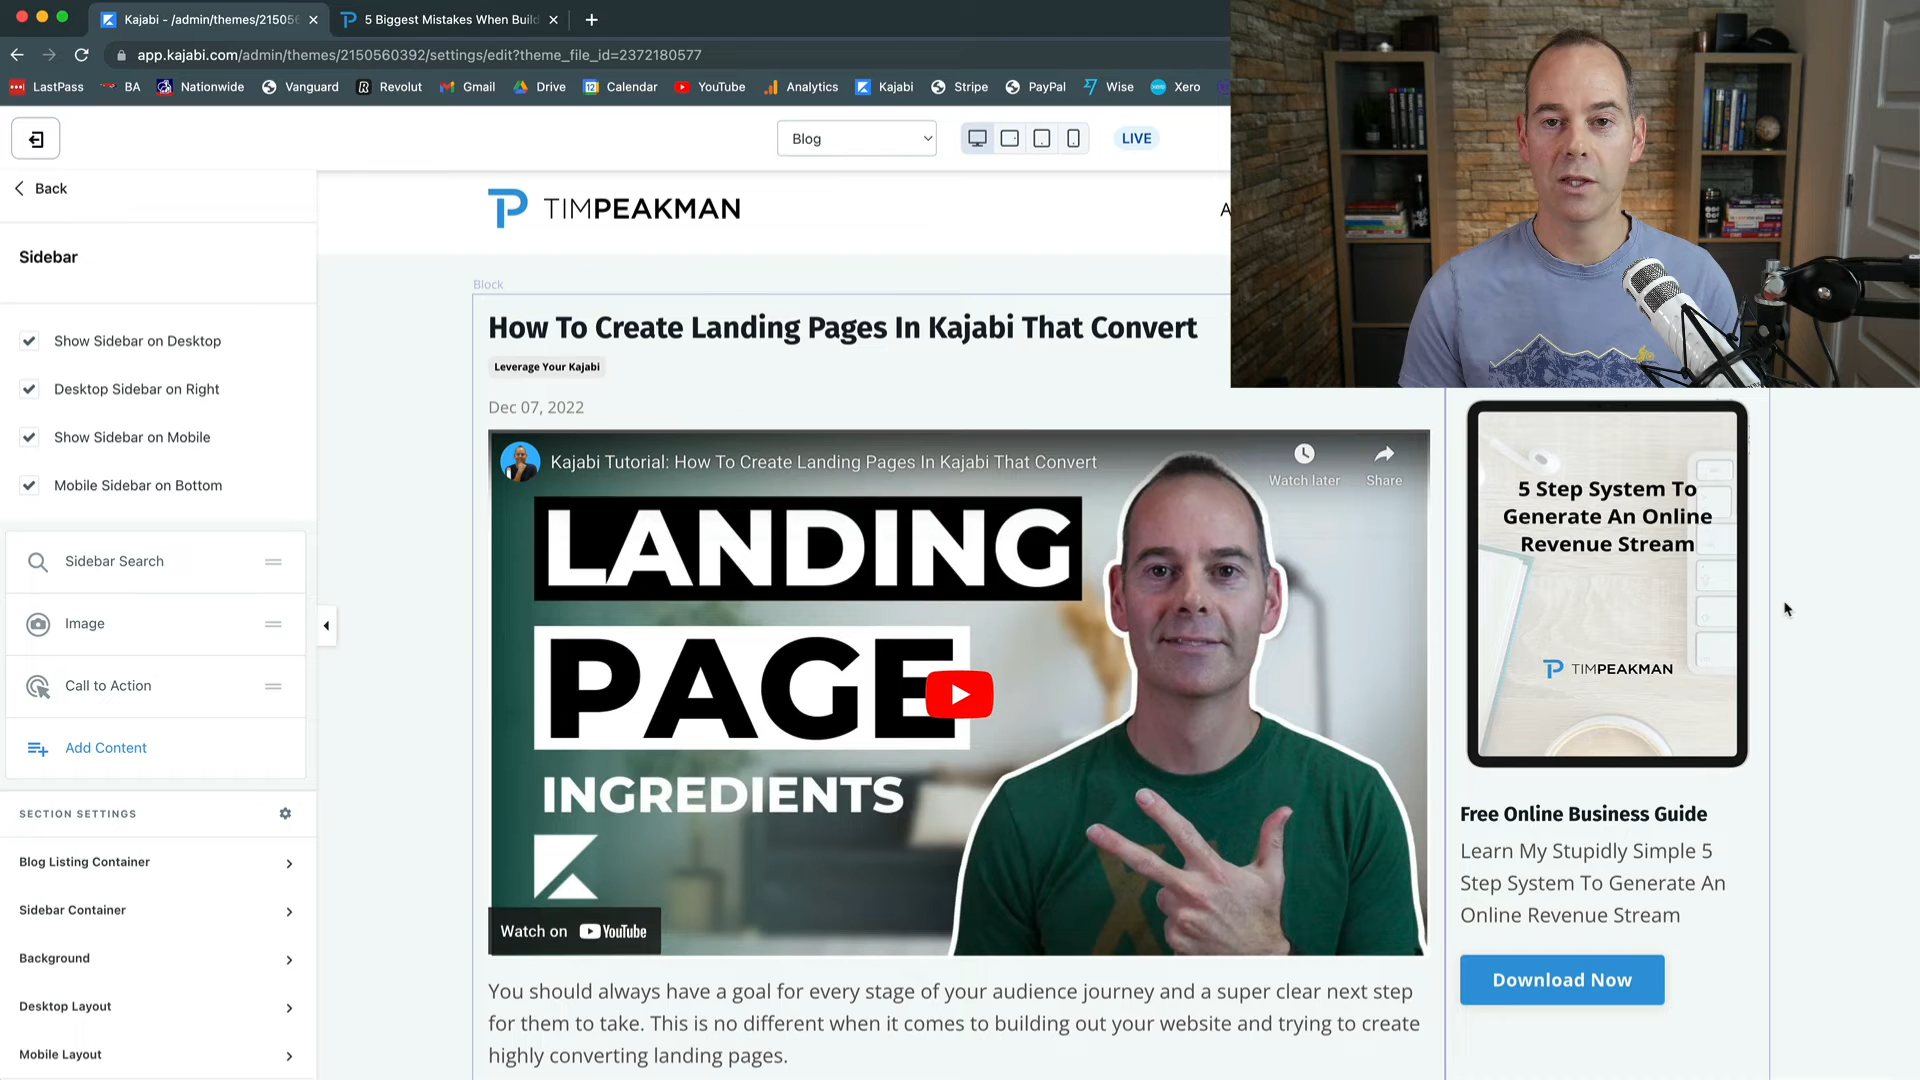 Kajabi - /admin/themes/21505
5 Biggest Mistakes When Build
app.kajabi.com/admin/themes/2150560392/settings/edit?theme_file_id=2372180577
LastPass
BA
Nationwide
Vanguard
Revolut
Gmail
Drive
Calendar
YouTube
Analytics
Kajabi
Stripe
PayPal
Wise
Xero
Blog
LIVE
Back
Sidebar
Show Sidebar on Desktop
Desktop Sidebar on Right
Show Sidebar on Mobile
Mobile Sidebar on Bottom
Sidebar Search
Image
Call to Action
Add Content
SECTION SETTINGS
Blog Listing Container
Sidebar Container
Background
Desktop Layout
Mobile Layout
TIMPEAKMAN
A
Block
How To Create Landing Pages In Kajabi That Convert
Leverage Your Kajabi
Dec 07, 2022
Kajabi Tutorial: How To Create Landing Pages In Kajabi That Convert
Watch later
Share
LANDING
PAGE
INGREDIENTS
Watch on YouTube
You should always have a goal for every stage of your audience journey and a super clear next step
for them to take. This is no different when it comes to building out your website and trying to create
highly converting landing pages.
5 Step System To
Generate An Online
Revenue Stream
TIMPEAKMAN
Free Online Business Guide
Learn My Stupidly Simple 5
Step System To Generate An
Online Revenue Stream
Download Now